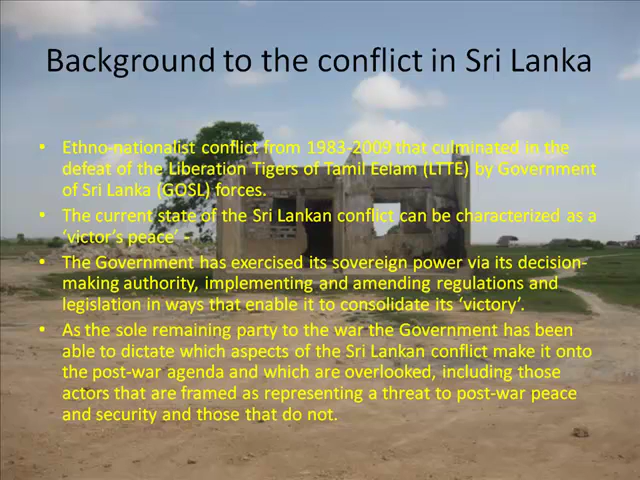 Background to the conflict in Sri Lanka
• Ethno-nationalist conflict from 1983-2009 that culminated in the
defeat of the Liberation Tigers of Tamil Eelam (LTTE) by Government
of Sri Lanka (GOSL) forces.
• The current state of the Sri Lankan conflict can be characterized as a
‘victor’s peace’ -
• The Government has exercised its sovereign power via its decision-
making authority, implementing and amending regulations and
legislation in ways that enable it to consolidate its ‘victory’.
• As the sole remaining party to the war the Government has been
able to dictate which aspects of the Sri Lankan conflict make it onto
the post-war agenda and which are overlooked, including those
actors that are framed as representing a threat to post-war peace
and security and those that do not.